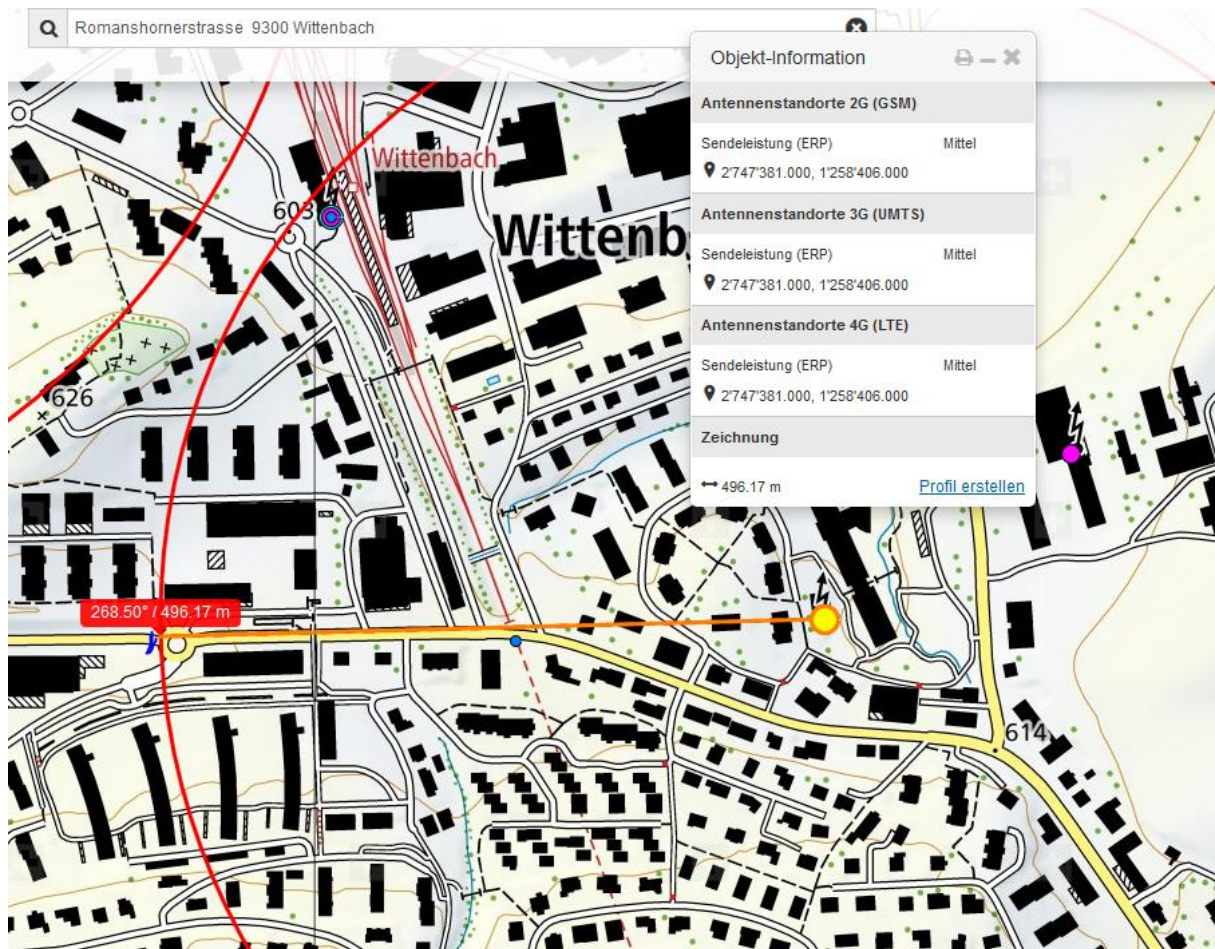 Romanshornerstrasse 9300 Wittenbach
Objekt-Information
Antennenstandorte 2G (GSM)
Sendeleistung (ERP) Mittel
2'747'381.000, 1'258'406.000
Antennenstandorte 3G (UMTS)
Sendeleistung (ERP) Mittel
2'747'381.000, 1'258'406.000
Antennenstandorte 4G (LTE)
Sendeleistung (ERP) Mittel
2'747'381.000, 1'258'406.000
Zeichnung
496.17 m Profil erstellen
Wittenbach
603
Wittenb
626
268.50° / 496.17 m
614